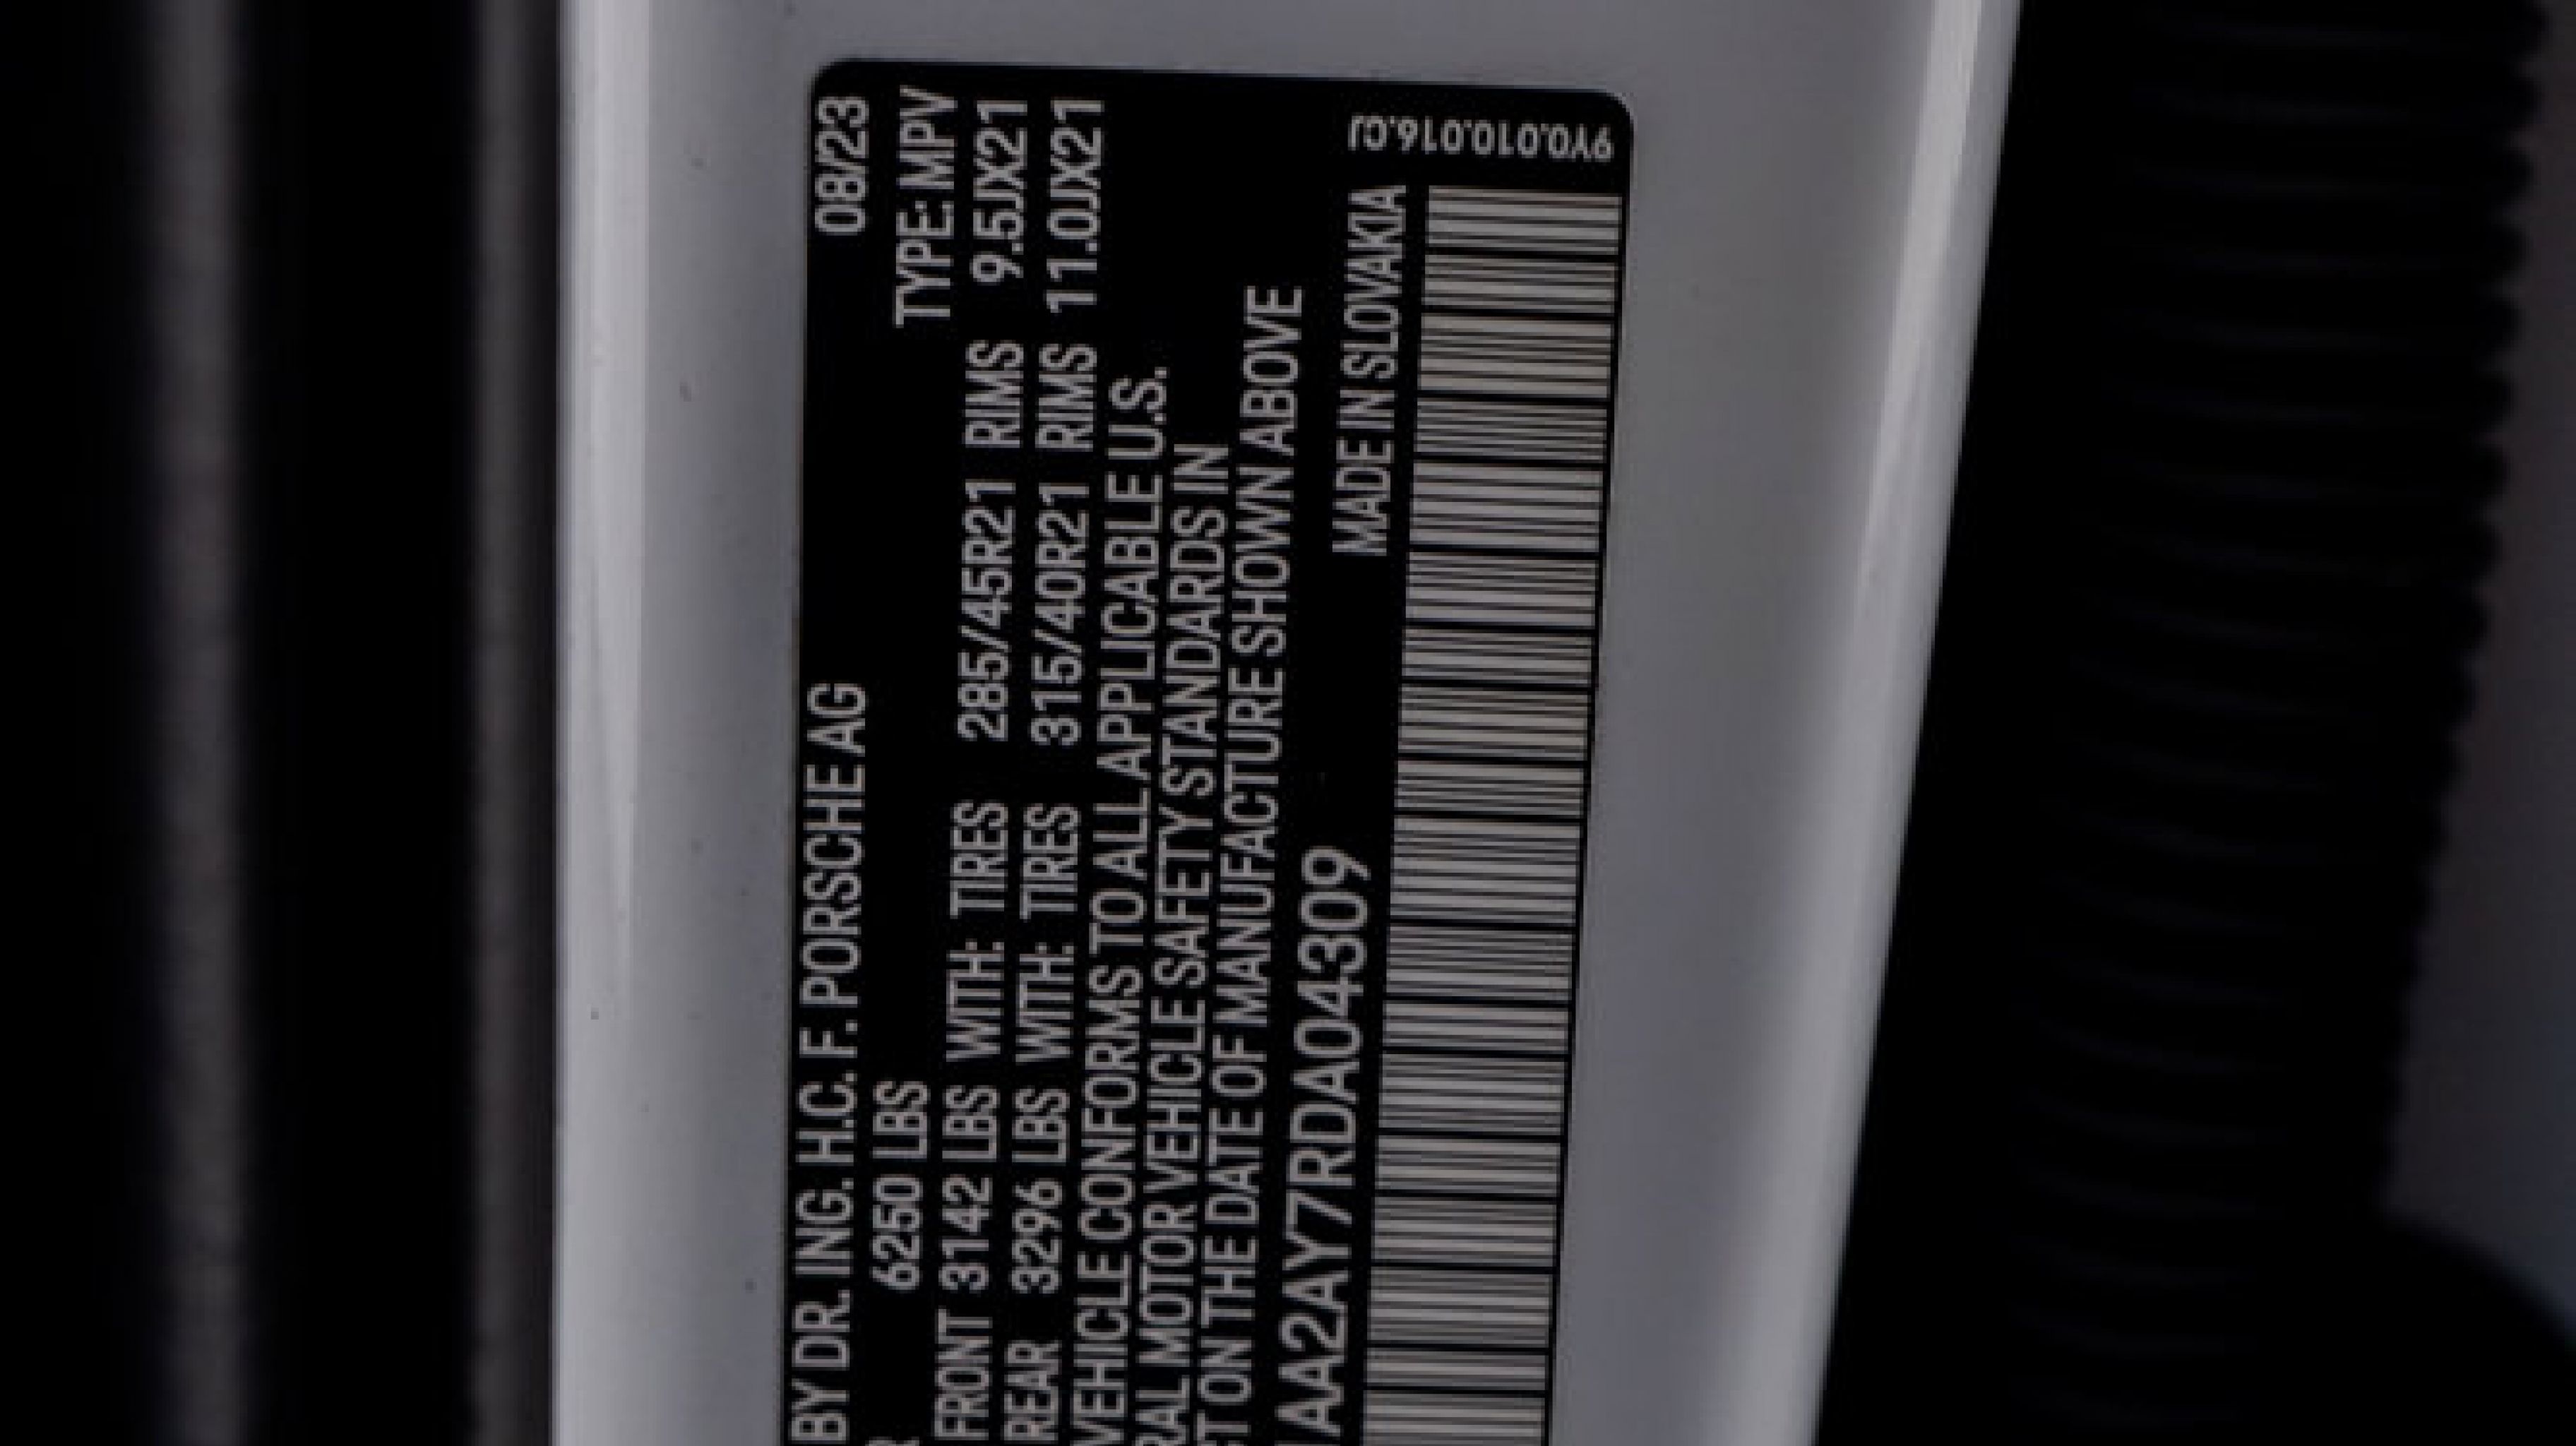 BY DR. ING. H.C. F. PORSCHE AG 08/23
6250 LBS TYPE: MPV
FRONT 3142 LBS WITH: TIRES 285/45R21 RIMS 9.5JX21
REAR 3296 LBS WITH: TIRES 315/40R21 RIMS 11.0JX21
VEHICLE CONFORMS TO ALL APPLICABLE U.S.
RAL MOTOR VEHICLE SAFETY STANDARDS IN
CT ON THE DATE OF MANUFACTURE SHOWN ABOVE
AA2AY7RDA04309 MADE IN SLOVAKIA
9Y0.010.016.CJ